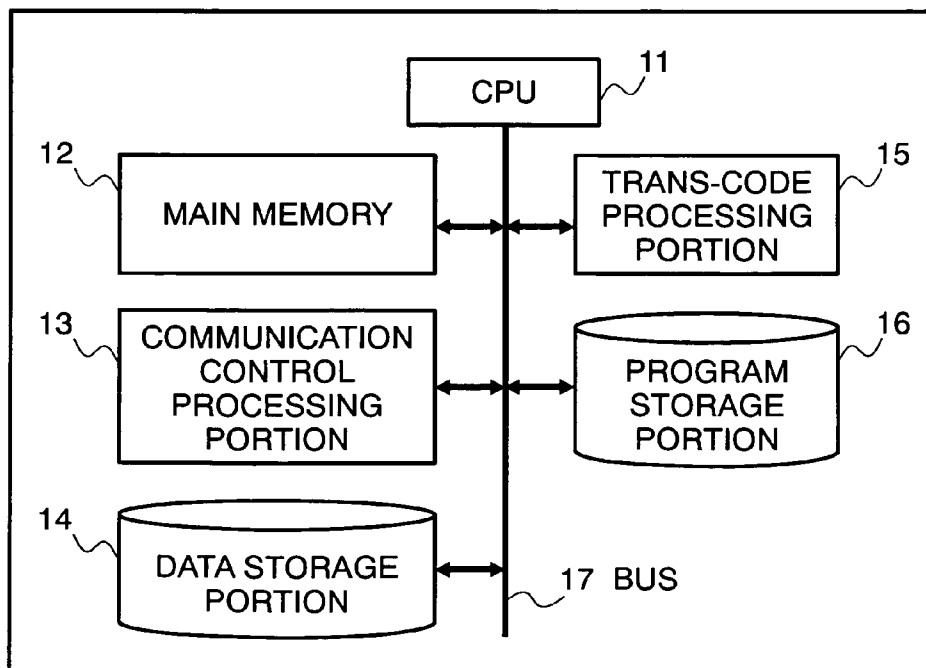 11
CPU
12
MAIN MEMORY
15
TRANS-CODE
PROCESSING
PORTION
13
COMMUNICATION
CONTROL
PROCESSING
PORTION
16
PROGRAM
STORAGE
PORTION
14
DATA STORAGE
PORTION
17 BUS